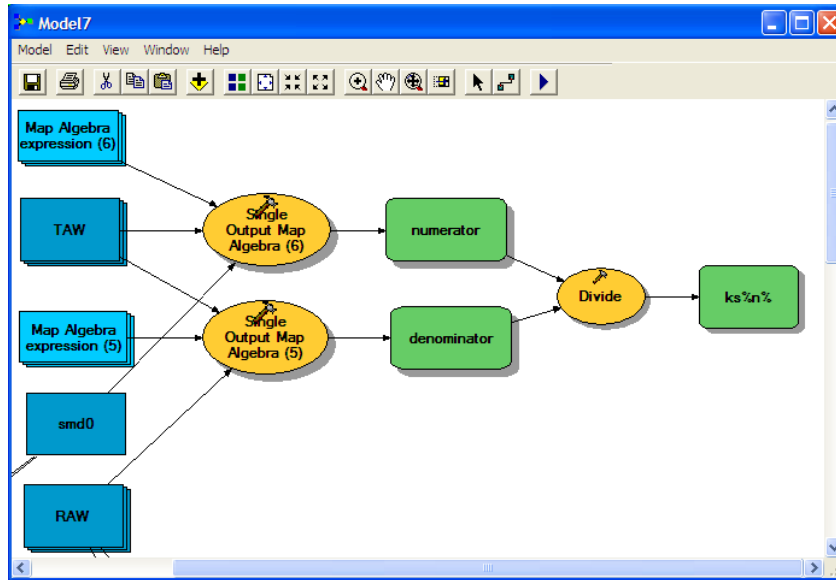 Model7
Model Edit View Window Help
Map Algebra
expression (6)
TAW
Single
Output Map
Algebra (6)
numerator
Divide
ks%n%
Map Algebra
expression (5)
Single
Output Map
Algebra (5)
denominator
smd0
RAW